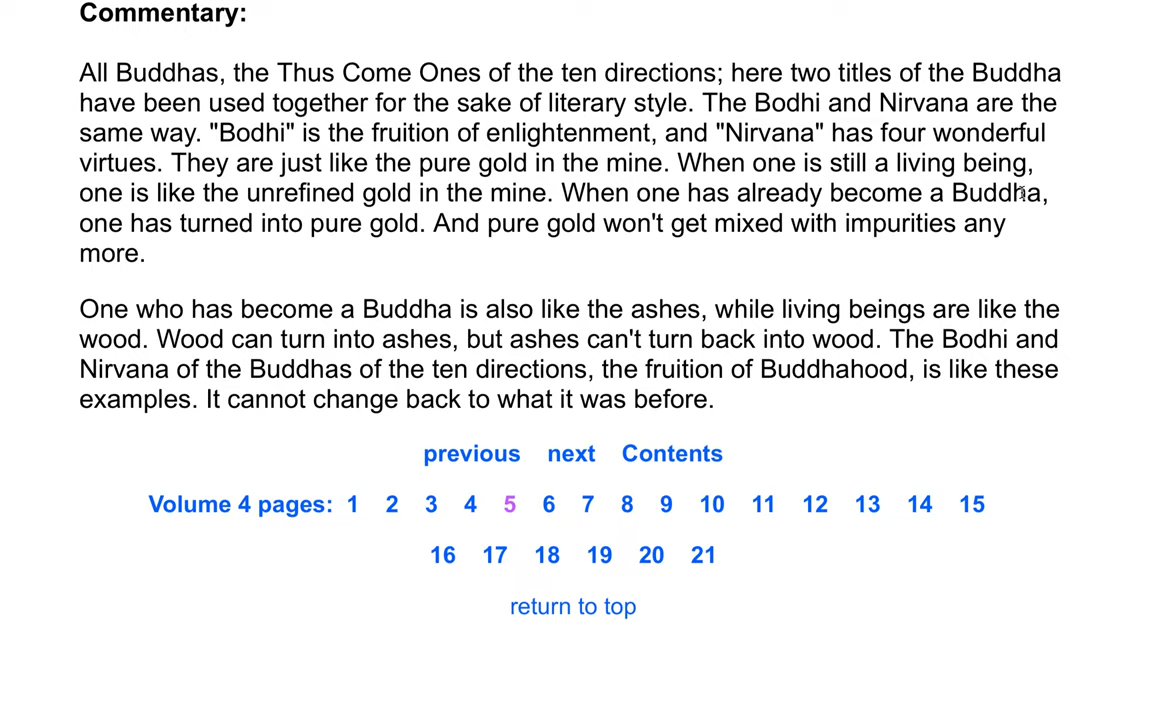 Commentary:
All Buddhas, the Thus Come Ones of the ten directions; here two titles of the Buddha
have been used together for the sake of literary style. The Bodhi and Nirvana are the
same way. "Bodhi" is the fruition of enlightenment, and "Nirvana" has four wonderful
virtues. They are just like the pure gold in the mine. When one is still a living being,
one is like the unrefined gold in the mine. When one has already become a Buddha,
one has turned into pure gold. And pure gold won't get mixed with impurities any
more.
One who has become a Buddha is also like the ashes, while living beings are like the
wood. Wood can turn into ashes, but ashes can't turn back into wood. The Bodhi and
Nirvana of the Buddhas of the ten directions, the fruition of Buddhahood, is like these
examples. It cannot change back to what it was before.
previous next Contents
Volume 4 pages: 1 2 3 4 5 6 7 8 9 10 11 12 13 14 15
16 17 18 19 20 21
return to top